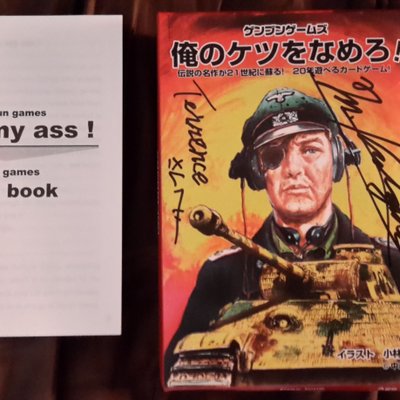 un games
my ass !
games
book
ゲンブンゲームズ
俺のケツをなめろ!
伝説の名作が21世紀に蘇る! 20年遊べるカードゲーム!
Terrence
イラスト 小林